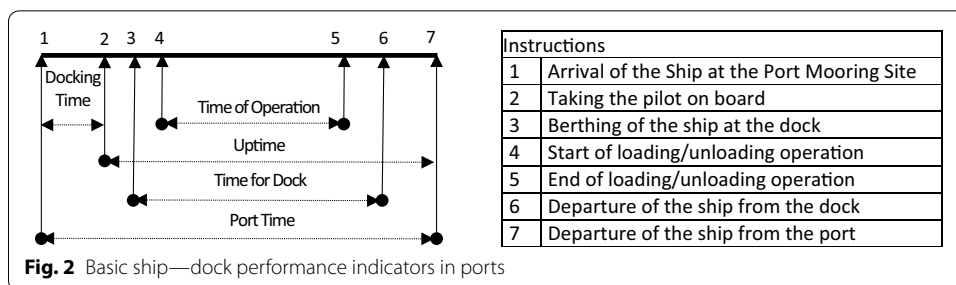 1 2 3 4 5 6 7
Docking
Time
Time of Operation
Uptime
Time for Dock
Port Time
Instructions
1 Arrival of the Ship at the Port Mooring Site
2 Taking the pilot on board
3 Berthing of the ship at the dock
4 Start of loading/unloading operation
5 End of loading/unloading operation
6 Departure of the ship from the dock
7 Departure of the ship from the port
Fig. 2 Basic ship—dock performance indicators in ports